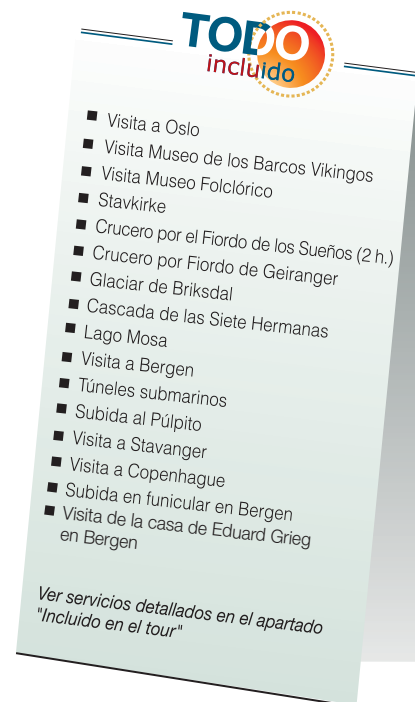 TODO
incluido
Visita a Oslo
Visita Museo de los Barcos Vikingos
Visita Museo Folclórico
Stavkirke
Crucero por el Fiordo de los Sueños (2 h.)
Crucero por Fiordo de Geiranger
Glaciar de Briksdal
Cascada de las Siete Hermanas
Lago Mosa
Visita a Bergen
Túneles submarinos
Subida al Púlpito
Visita a Stavanger
Visita a Copenhague
Subida en funicular en Bergen
Visita de la casa de Eduard Grieg
en Bergen
Ver servicios detallados en el apartado
"Incluido en el tour"